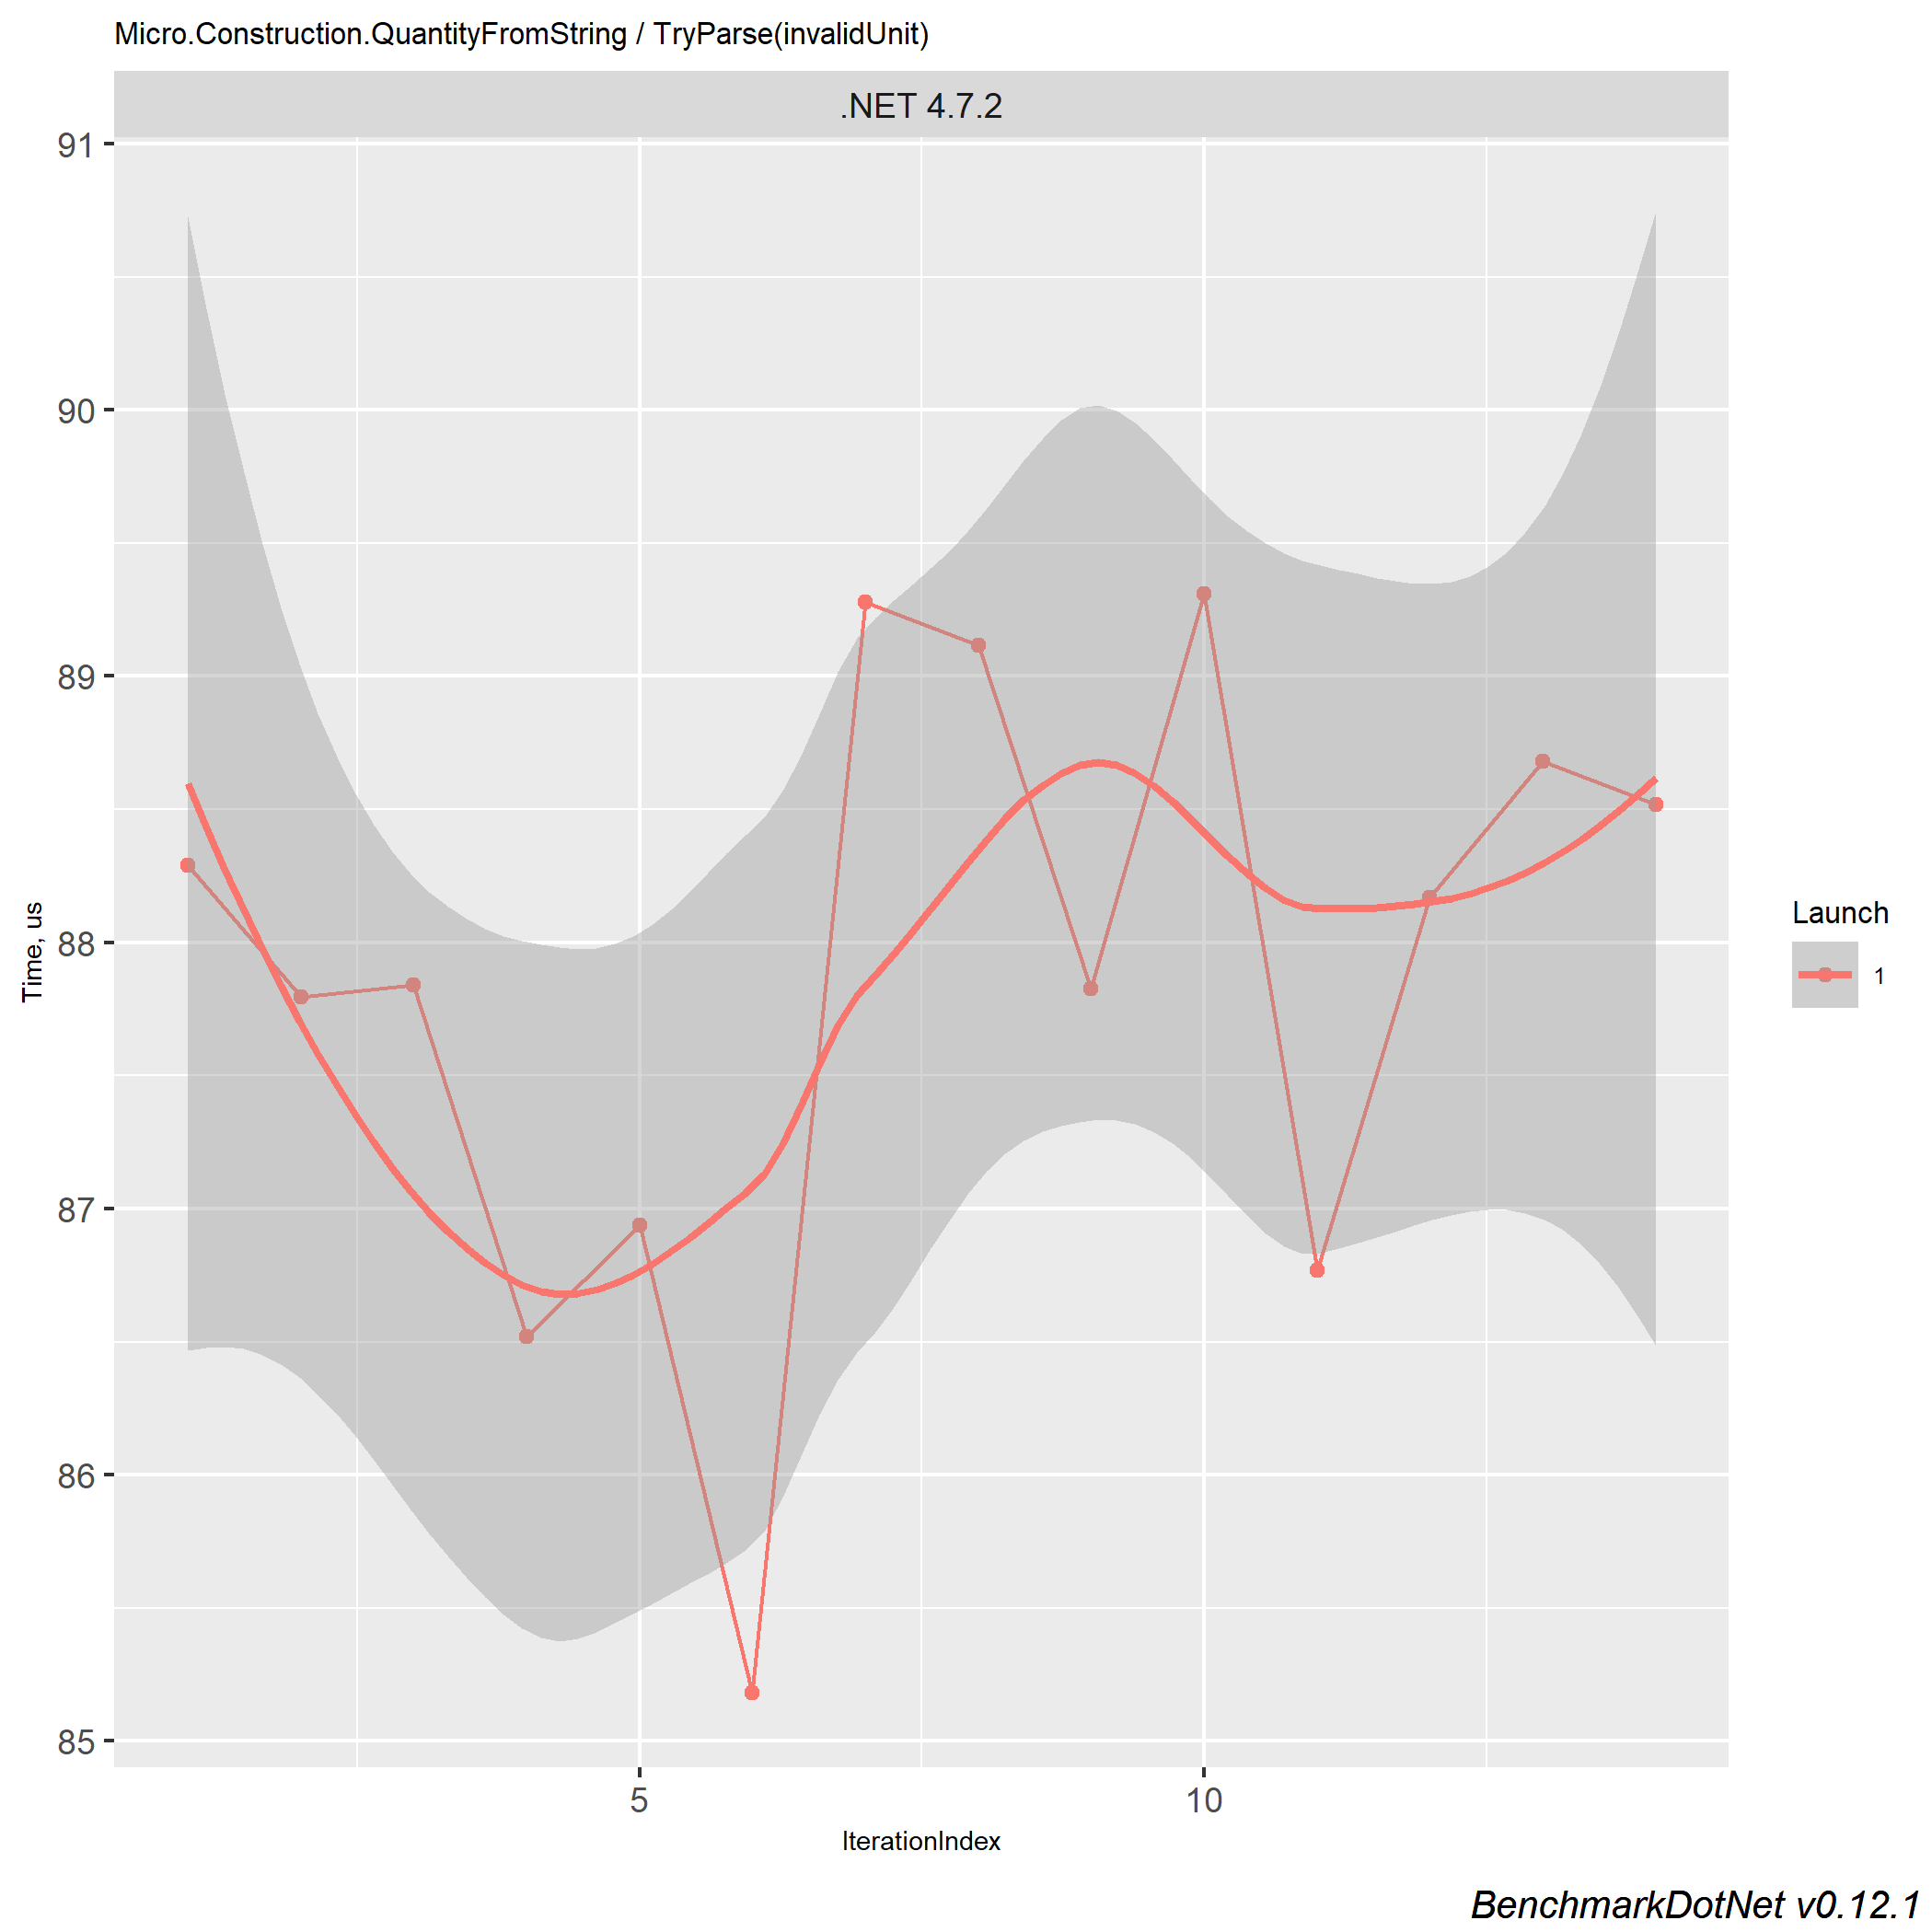 Micro.Construction.QuantityFromString / TryParse(invalidUnit)
.NET 4.7.2
91
90
89
88
87
86
85
Time, us
5
10
IterationIndex
Launch
1
BenchmarkDotNet v0.12.1